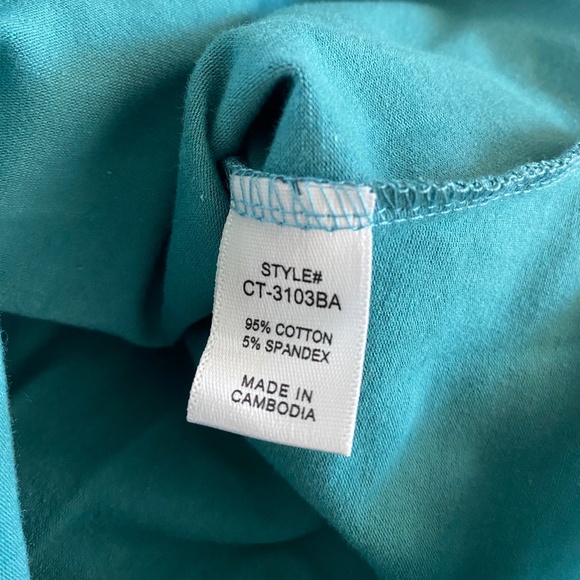 STYLE#
CT-3103BA
95% COTTON
5% SPANDEX
MADE IN
CAMBODIA